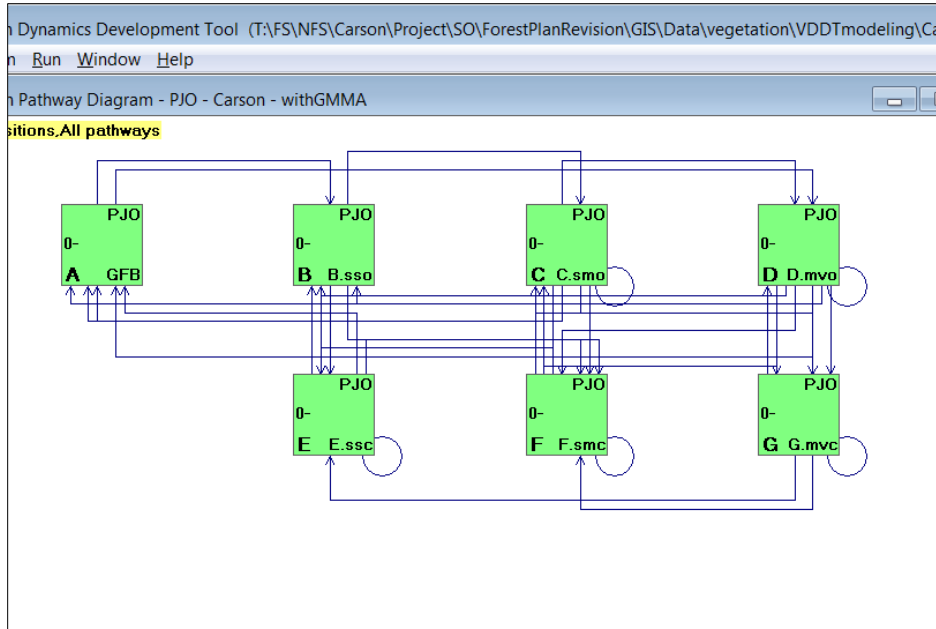 n Dynamics Development Tool (T:\FS\NFS\Carson\Project\SO\ForestPlanRevision\GIS\Data\vegetation\VDDTmodeling\Ca
n Run Window Help
n Pathway Diagram - PJO - Carson - withGMMA
sitions,All pathways
PJO PJO PJO PJO
0- 0- 0- 0-
A GFB B B.sso C C.smo D D.mvo
PJO PJO PJO
0- 0- 0-
E E.ssc F F.smc G G.mvc